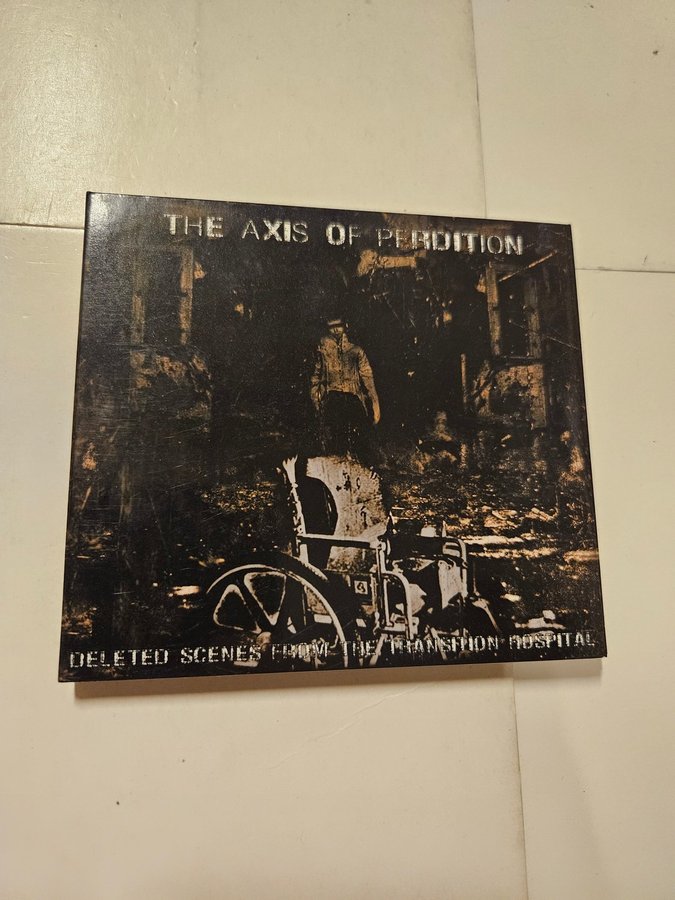 THE AXIS OF PERDITION
DELETED SCENES FROM THE TRANSITION HOSPITAL